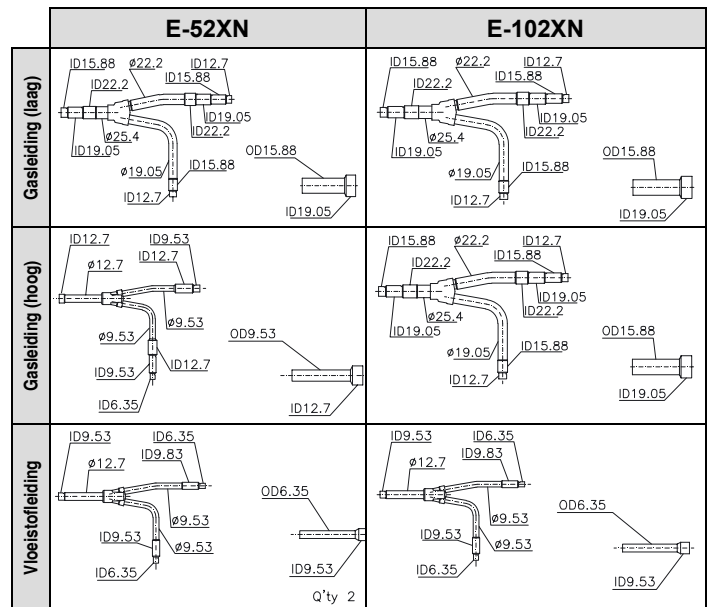 E-52XN
E-102XN
Gasleiding (laag)
ID15.88
ø22.2
ID12.7
ID15.88
ID22.2
ID19.05
ø25.4
ID22.2
ID19.05
ø19.05
ID15.88
ID12.7
OD15.88
ID19.05
ID15.88
ø22.2
ID12.7
ID15.88
ID22.2
ID19.05
ø25.4
ID22.2
ID19.05
ø19.05
ID15.88
ID12.7
OD15.88
ID19.05
Gasleiding (hoog)
ID12.7
ID9.53
ø12.7
ID12.7
ø9.53
ø9.53
ID9.53
ID12.7
ID6.35
OD9.53
ID12.7
ID15.88
ø22.2
ID12.7
ID15.88
ID22.2
ID19.05
ø25.4
ID22.2
ID19.05
ø19.05
ID15.88
ID12.7
OD15.88
ID19.05
Vloeistofleiding
ID9.53
ID6.35
ID9.83
ø12.7
ø9.53
ID9.53
ø9.53
ID6.35
OD6.35
ID9.53
Q'ty 2
ID9.53
ID6.35
ID9.83
ø12.7
ø9.53
ID9.53
ø9.53
ID6.35
OD6.35
ID9.53